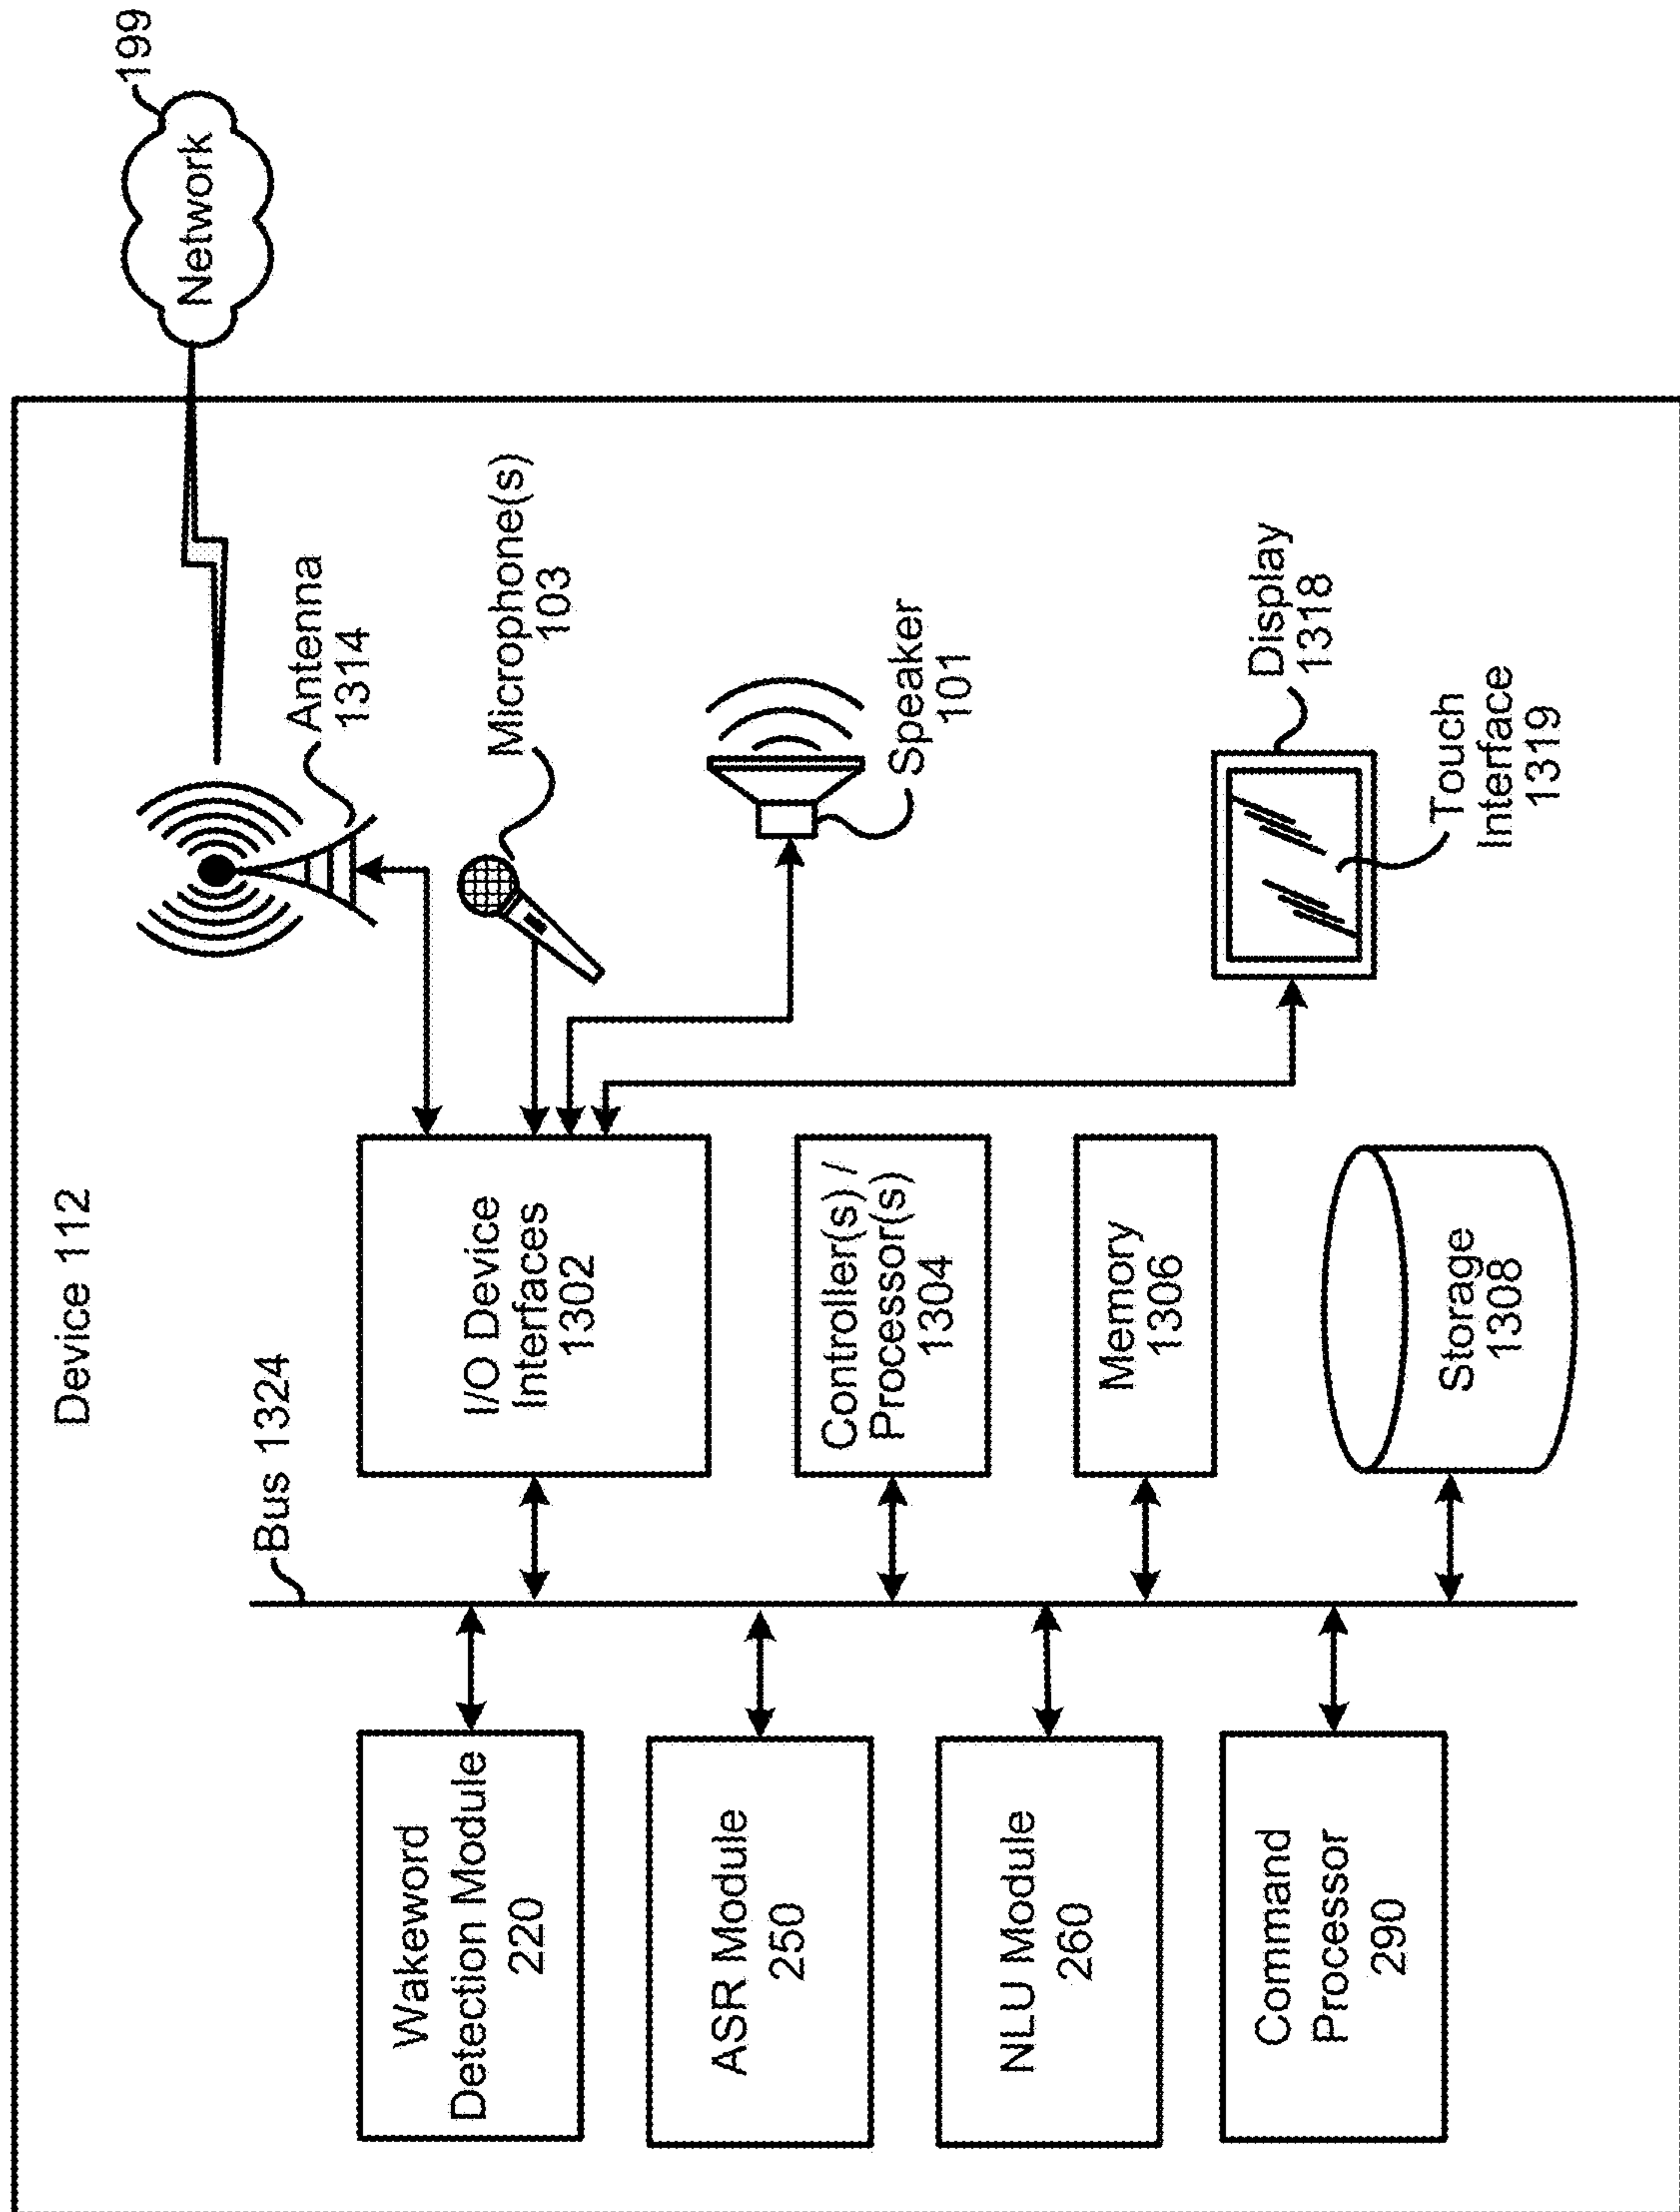 Device 112
Bus 1324
Wakeword
Detection Module
220
ASR Module
250
NLU Module
260
Command
Processor
290
I/O Device
Interfaces
1302
Controller(s) /
Processor(s)
1304
Memory
1306
Storage
1308
Antenna
1314
Microphone(s)
103
Speaker
101
Display
1318
Touch
Interface
1319
Network
199